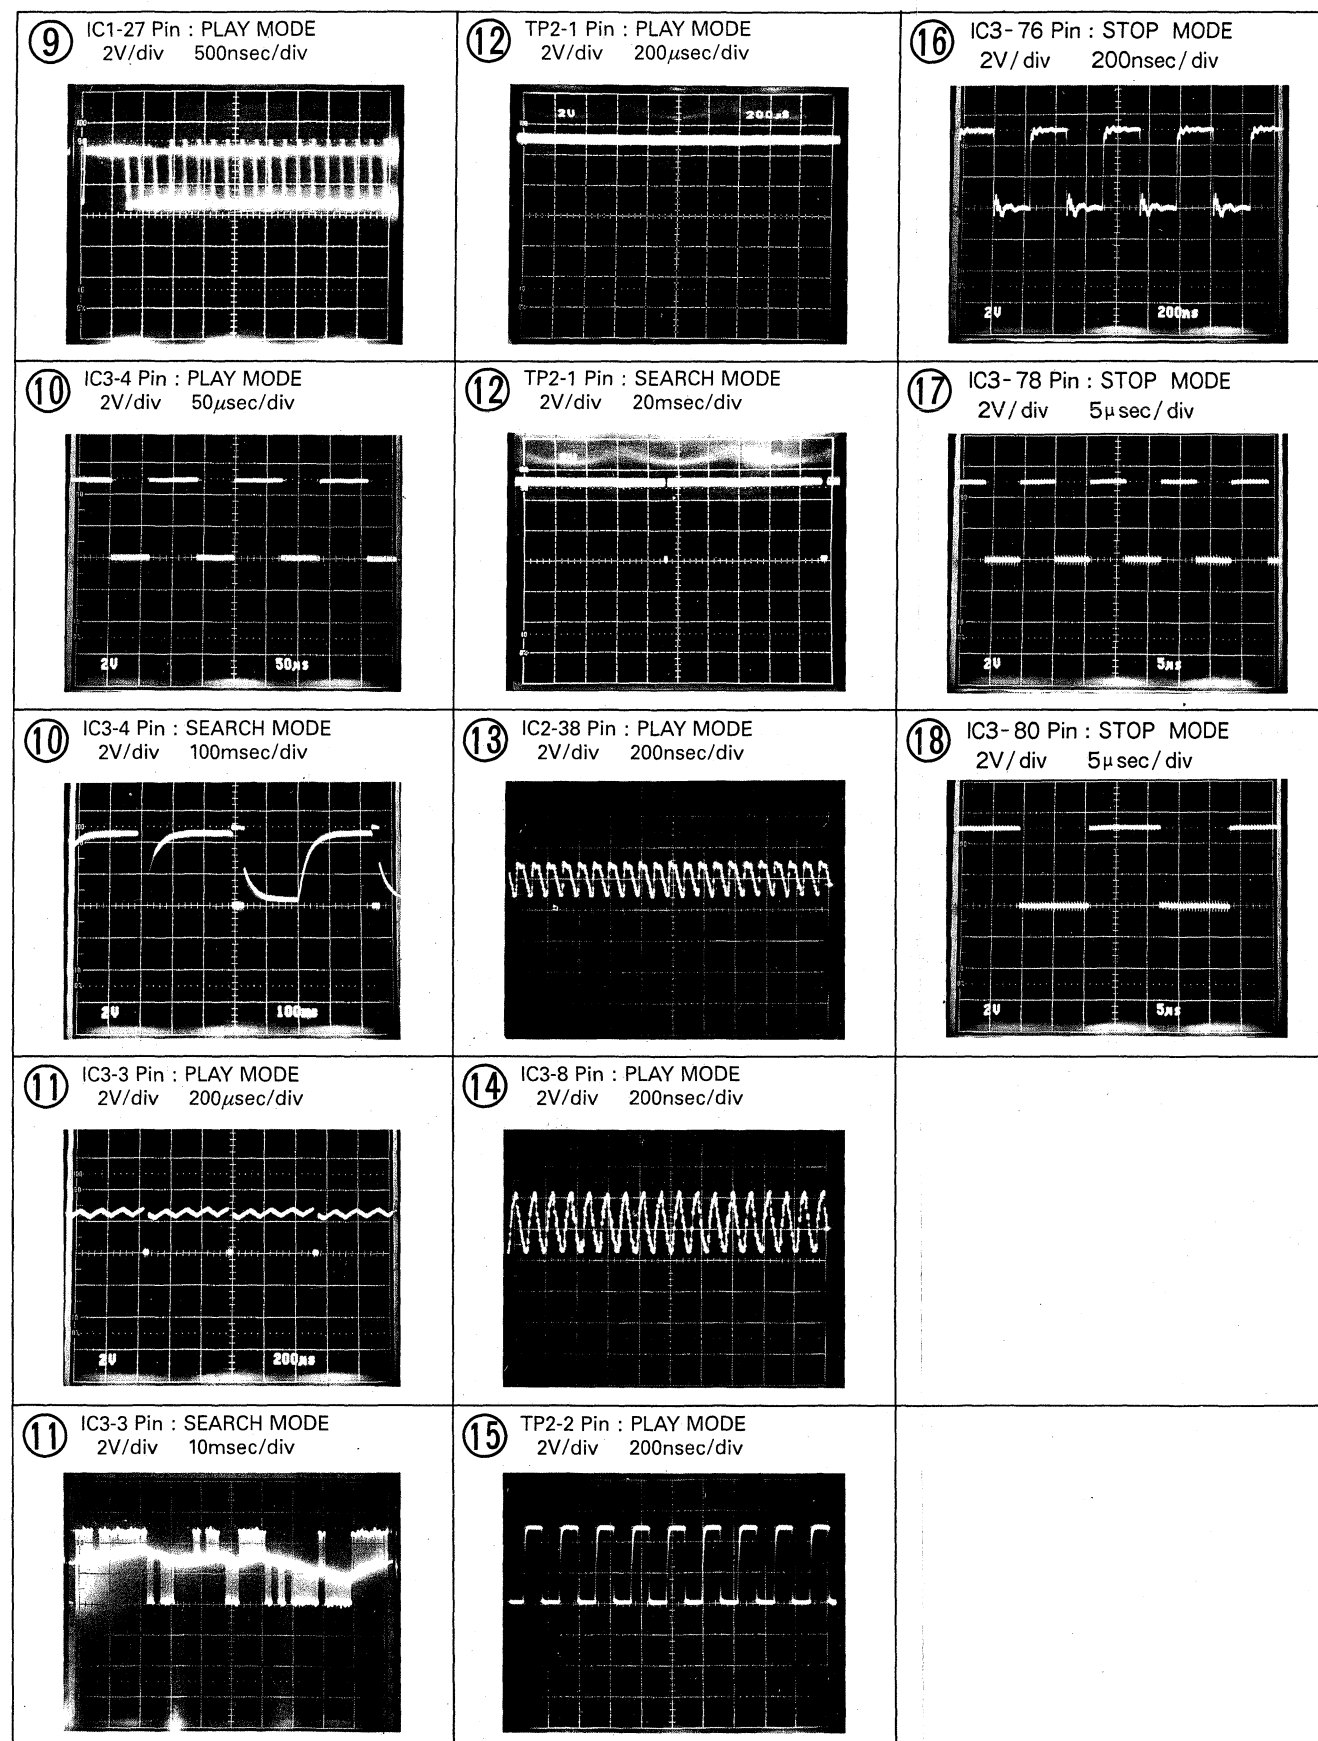 ⑨ IC1-27 Pin : PLAY MODE
2V/div 500nsec/div
⑩ IC3-4 Pin : PLAY MODE
2V/div 50μsec/div
2V 50μs
⑩ IC3-4 Pin : SEARCH MODE
2V/div 100msec/div
2V 100ms
⑪ IC3-3 Pin : PLAY MODE
2V/div 200μsec/div
2V 200μs
⑪ IC3-3 Pin : SEARCH MODE
2V/div 10msec/div
⑫ TP2-1 Pin : PLAY MODE
2V/div 200μsec/div
2V 200μs
⑫ TP2-1 Pin : SEARCH MODE
2V/div 20msec/div
⑬ IC2-38 Pin : PLAY MODE
2V/div 200nsec/div
⑭ IC3-8 Pin : PLAY MODE
2V/div 200nsec/div
⑮ TP2-2 Pin : PLAY MODE
2V/div 200nsec/div
⑯ IC3-76 Pin : STOP MODE
2V/div 200nsec/div
2V 200ns
⑰ IC3-78 Pin : STOP MODE
2V/div 5μsec/div
2V 5μs
⑱ IC3-80 Pin : STOP MODE
2V/div 5μsec/div
2V 5μs